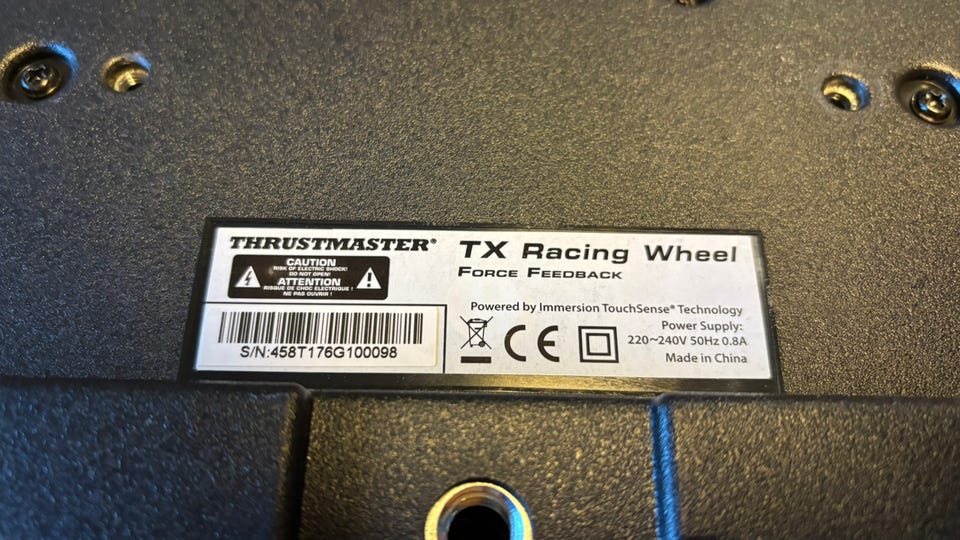 THRUSTMASTER®
CAUTION
RISK OF ELECTRIC SHOCK!
DO NOT OPEN!
ATTENTION
RISQUE DE CHOC ELECTRIQUE !
NE PAS OUVRIR !
S/N:458T176G100098
TX Racing Wheel
FORCE FEEDBACK
Powered by Immersion TouchSense® Technology
Power Supply:
220~240V 50Hz 0.8A
CE
Made in China